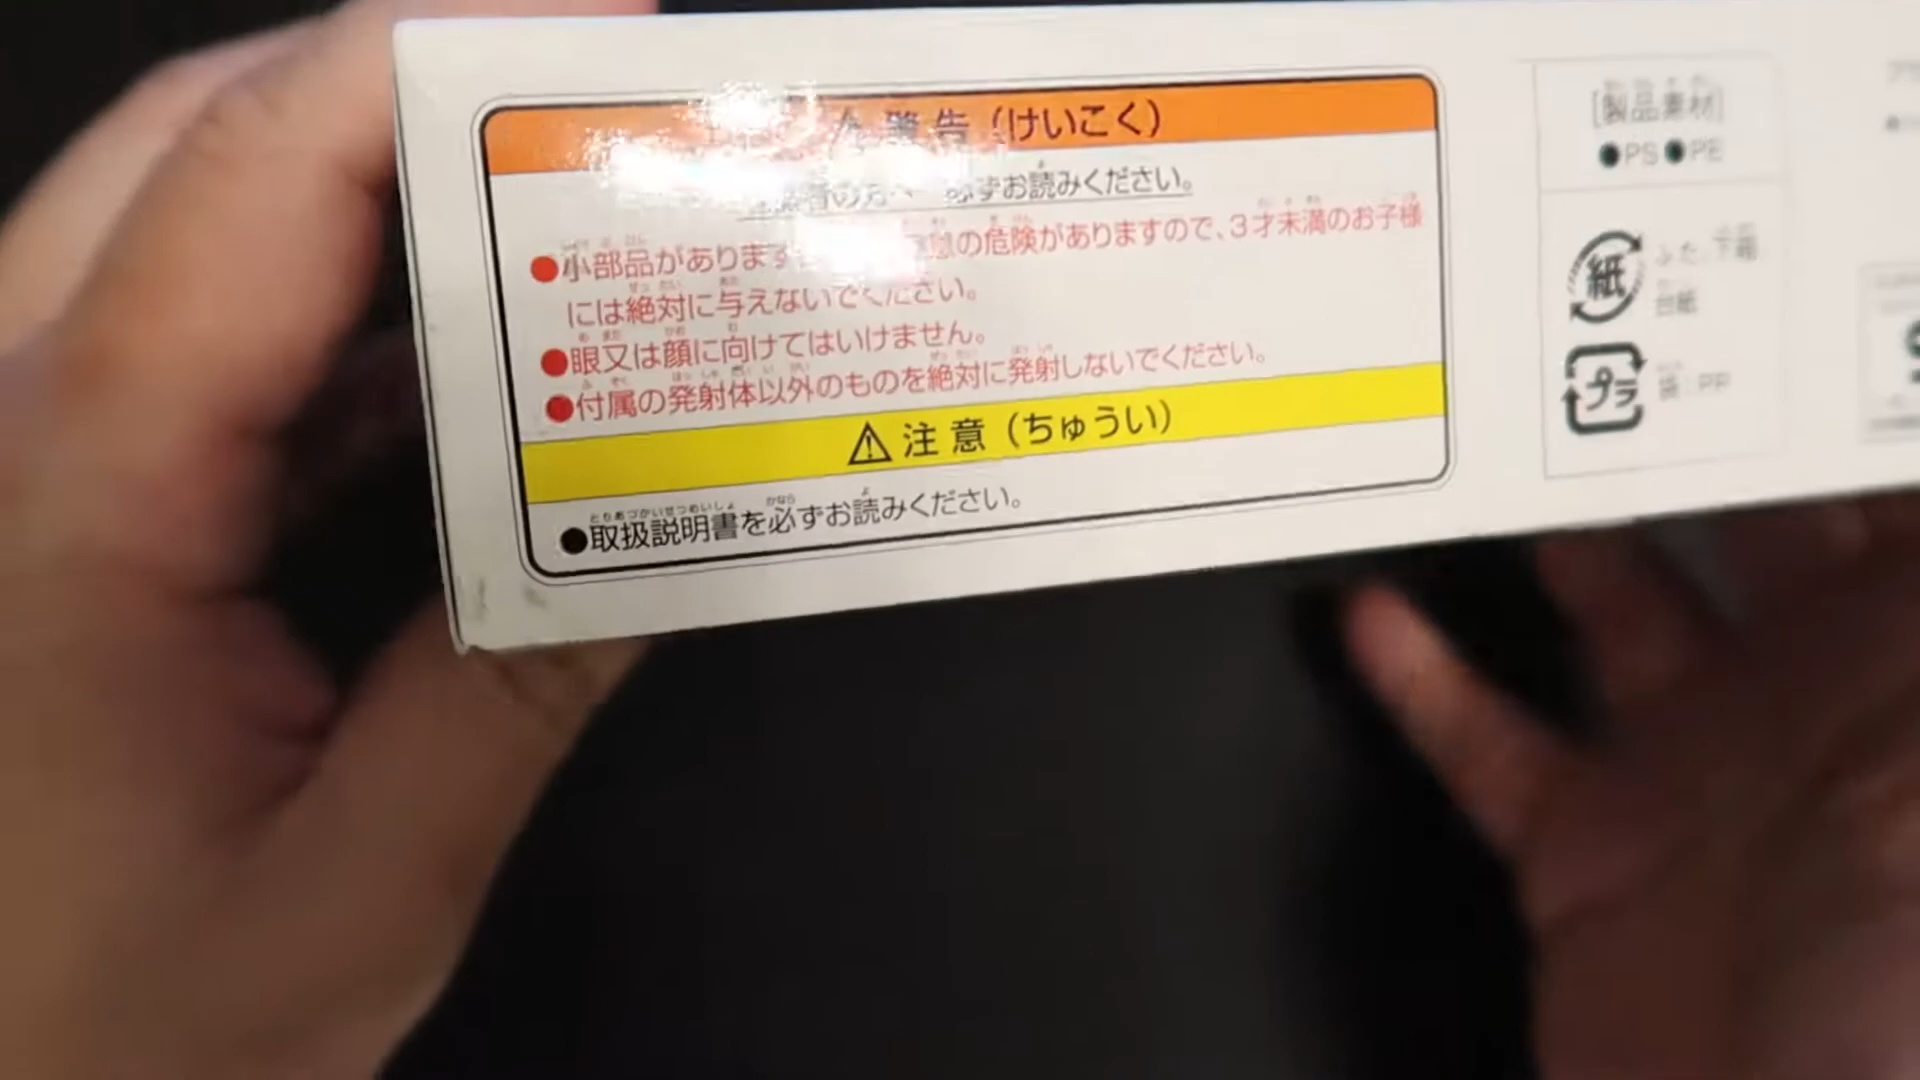 警告（けいこく）
の方へ 必ずお読みください。
●小部品があります の危険がありますので、3才未満のお子様
には絶対に与えないでください。
●眼又は顔に向けてはいけません。
●付属の発射体以外のものを絶対に発射しないでください。
⚠注意（ちゅうい）
●取扱説明書を必ずお読みください。
[製品素材]
●PS ●PE
紙
ふた、下箱
台紙
プラ
袋：PP